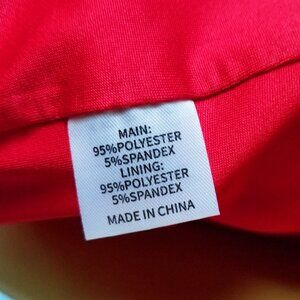 MAIN:
95%POLYESTER
5%SPANDEX
LINING:
95%POLYESTER
5%SPANDEX
MADE IN CHINA